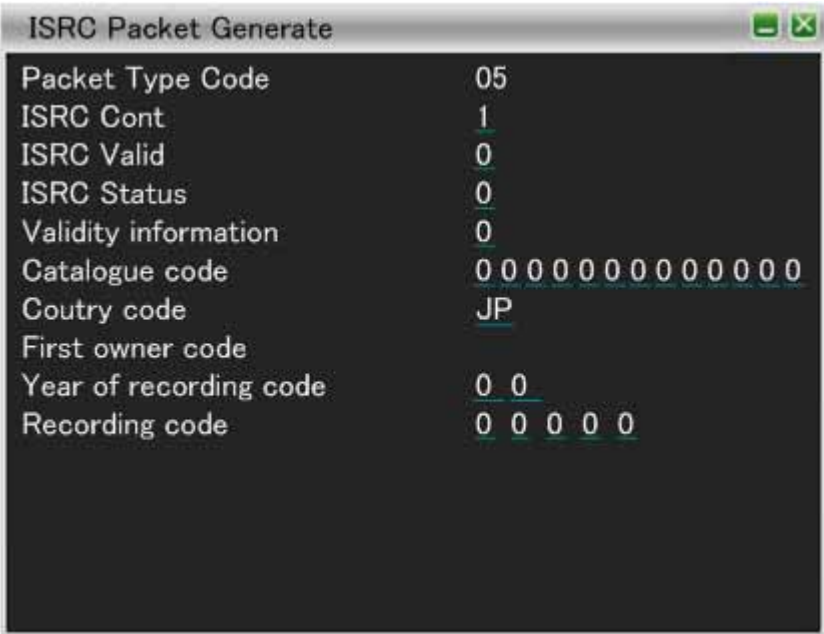 ISRC Packet Generate
Packet Type Code 05
ISRC Cont 1
ISRC Valid 0
ISRC Status 0
Validity information 0
Catalogue code 0 0 0 0 0 0 0 0 0 0 0 0 0
Coutry code JP
First owner code
Year of recording code 0 0
Recording code 0 0 0 0 0